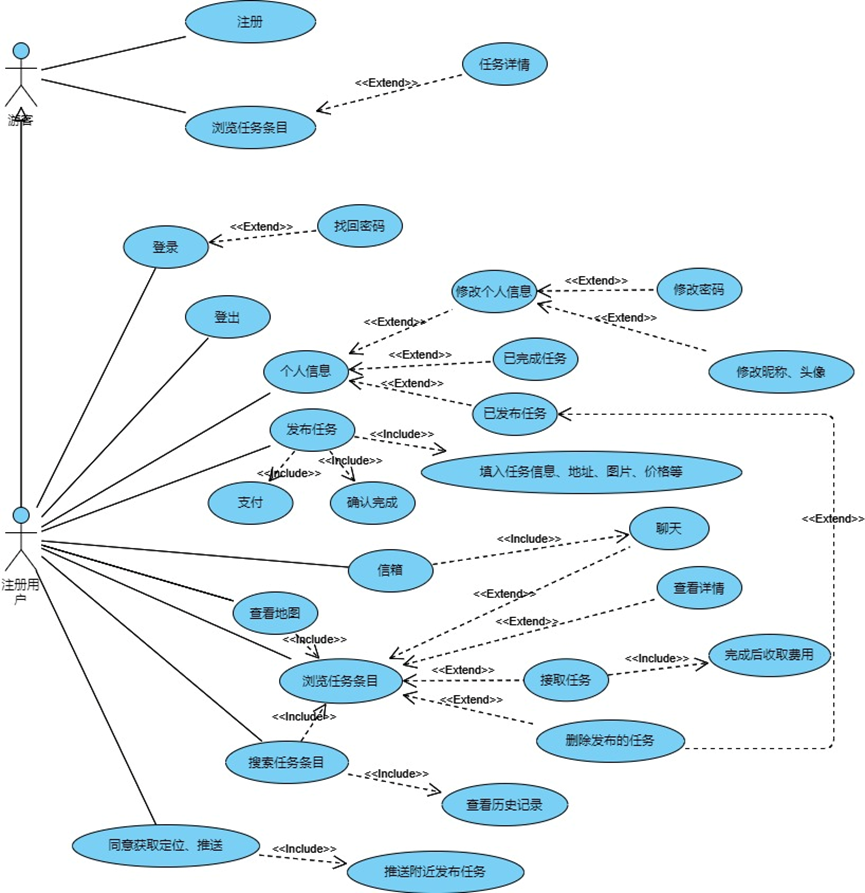 注册
任务详情
<<Extend>>
游客
浏览任务条目
找回密码
<<Extend>>
登录
修改密码
<<Extend>>
修改个人信息
登出
<<Extend>>
<<Extend>>
已完成任务
<<Extend>>
个人信息
修改昵称、头像
<<Extend>>
已发布任务
发布任务
<<Include>>
<<Include>>
<<Include>>
填入任务信息、地址、图片、价格等
支付
确认完成
<<Extend>>
聊天
<<Include>>
信箱
注册用
户
查看详情
<<Extend>>
查看地图
<<Extend>>
<<Include>>
完成后收取费用
<<Include>>
<<Extend>>
浏览任务条目
接取任务
<<Extend>>
<<Include>>
删除发布的任务
搜索任务条目
<<Include>>
查看历史记录
同意获取定位、推送
<<Include>>
推送附近发布任务